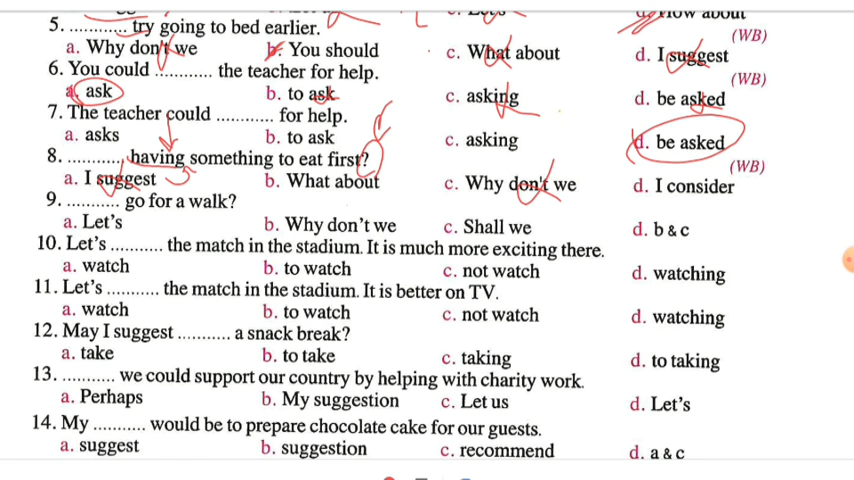 d. How about
5. ............ try going to bed earlier. (WB)
a. Why don't we b. You should c. What about d. I suggest
6. You could ............ the teacher for help. (WB)
a. ask b. to ask c. asking d. be asked
7. The teacher could ............ for help.
a. asks b. to ask c. asking d. be asked
8. ............, having something to eat first? (WB)
a. I suggest b. What about c. Why don't we d. I consider
9. ........... go for a walk?
a. Let's b. Why don't we c. Shall we d. b & c
10. Let's ........... the match in the stadium. It is much more exciting there.
a. watch b. to watch c. not watch d. watching
11. Let's ........... the match in the stadium. It is better on TV.
a. watch b. to watch c. not watch d. watching
12. May I suggest ........... a snack break?
a. take b. to take c. taking d. to taking
13. ........... we could support our country by helping with charity work.
a. Perhaps b. My suggestion c. Let us d. Let's
14. My ........... would be to prepare chocolate cake for our guests.
a. suggest b. suggestion c. recommend d. a & c